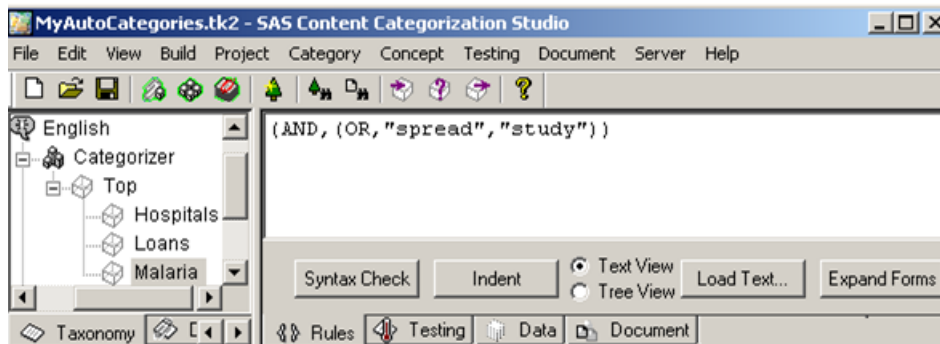 MyAutoCategories.tk2 - SAS Content Categorization Studio
File Edit View Build Project Category Concept Testing Document Server Help
English
Categorizer
Top
Hospitals
Loans
Malaria
(AND,(OR,"spread","study"))
Syntax Check Indent Text View Tree View Load Text... Expand Forms
Taxonomy Rules Testing Data Document